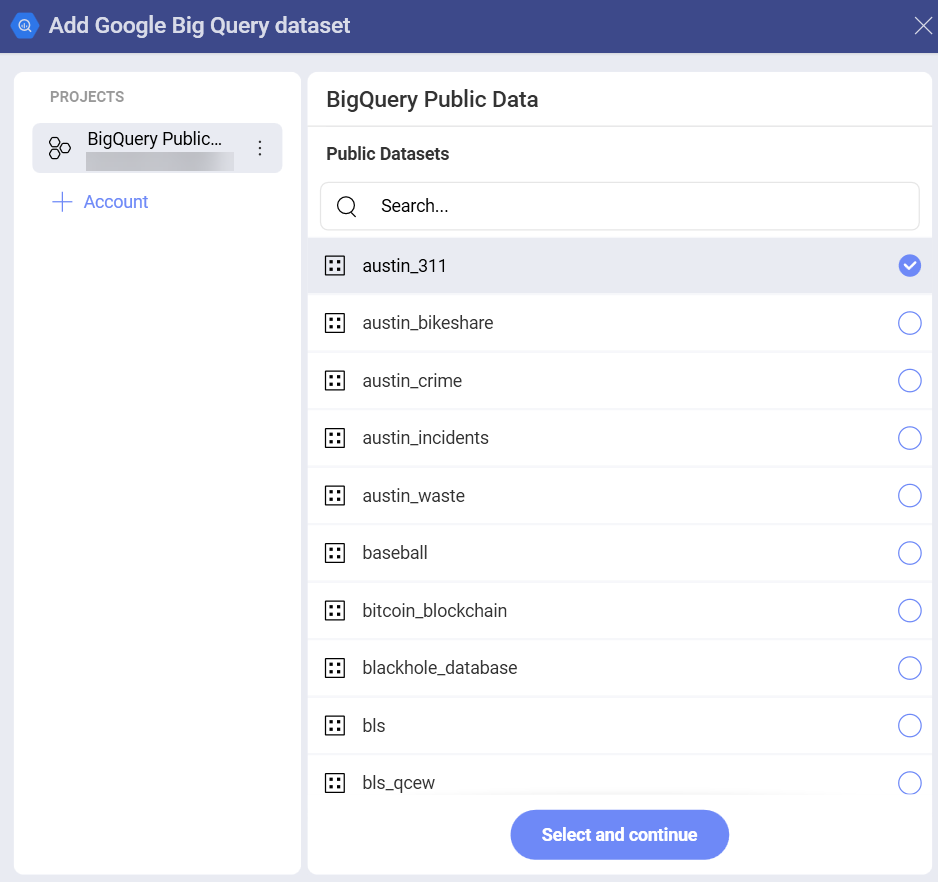 Add Google Big Query dataset
PROJECTS
BigQuery Public...
Account
BigQuery Public Data
Public Datasets
Search...
austin_311
austin_bikeshare
austin_crime
austin_incidents
austin_waste
baseball
bitcoin_blockchain
blackhole_database
bls
bls_qcew
Select and continue